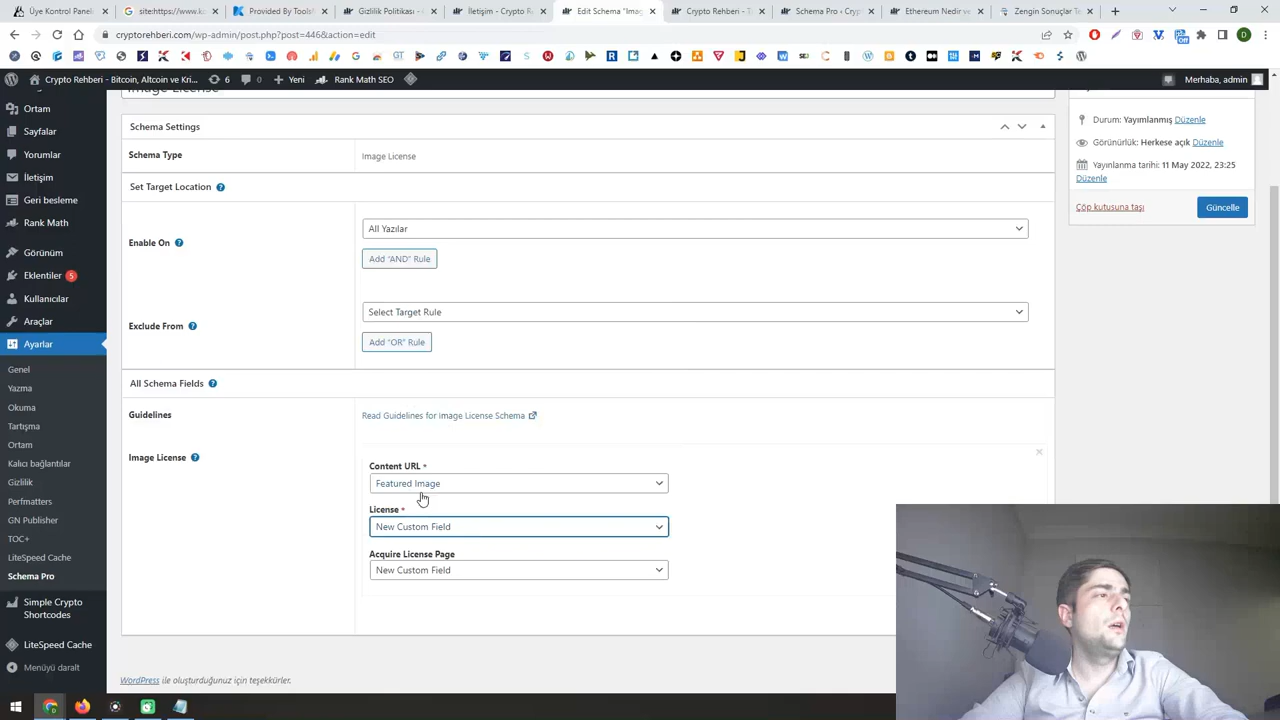 Üye Kontrol Paneli
site:https://www.k
Provided By ToolsM
Gizlilik Politikası -
İletişim - Crypto Re
Edit Schema "Imag
Crypto Rehberi - T
Schema Pro ‹ Cryp
Ethereum Nedir ve
Zengin Sonuçlar Te
cryptorehberi.com/wp-admin/post.php?post=446&action=edit
Crypto Rehberi - Bitcoin, Altcoin ve Kri...
6
0
Yeni
Rank Math SEO
Merhaba, admin
Ortam
Sayfalar
Yorumlar
İletişim
Geri besleme
Rank Math
Görünüm
Eklentiler 5
Kullanıcılar
Araçlar
Ayarlar
Genel
Yazma
Okuma
Tartışma
Ortam
Kalıcı bağlantılar
Gizlilik
Perfmatters
GN Publisher
TOC+
LiteSpeed Cache
Schema Pro
Simple Crypto
Shortcodes
LiteSpeed Cache
Menüyü daralt
Image License
Schema Settings
Schema Type
Image License
Set Target Location
Enable On
All Yazılar
Add "AND" Rule
Exclude From
Select Target Rule
Add "OR" Rule
All Schema Fields
Guidelines
Read Guidelines for Image License Schema
Image License
Content URL *
Featured Image
License *
New Custom Field
Acquire License Page
New Custom Field
WordPress ile oluşturduğunuz için teşekkürler.
Durum: Yayımlanmış Düzenle
Görünürlük: Herkese açık Düzenle
Yayınlanma tarihi: 11 May 2022, 23:25
Düzenle
Çöp kutusuna taşı
Güncelle